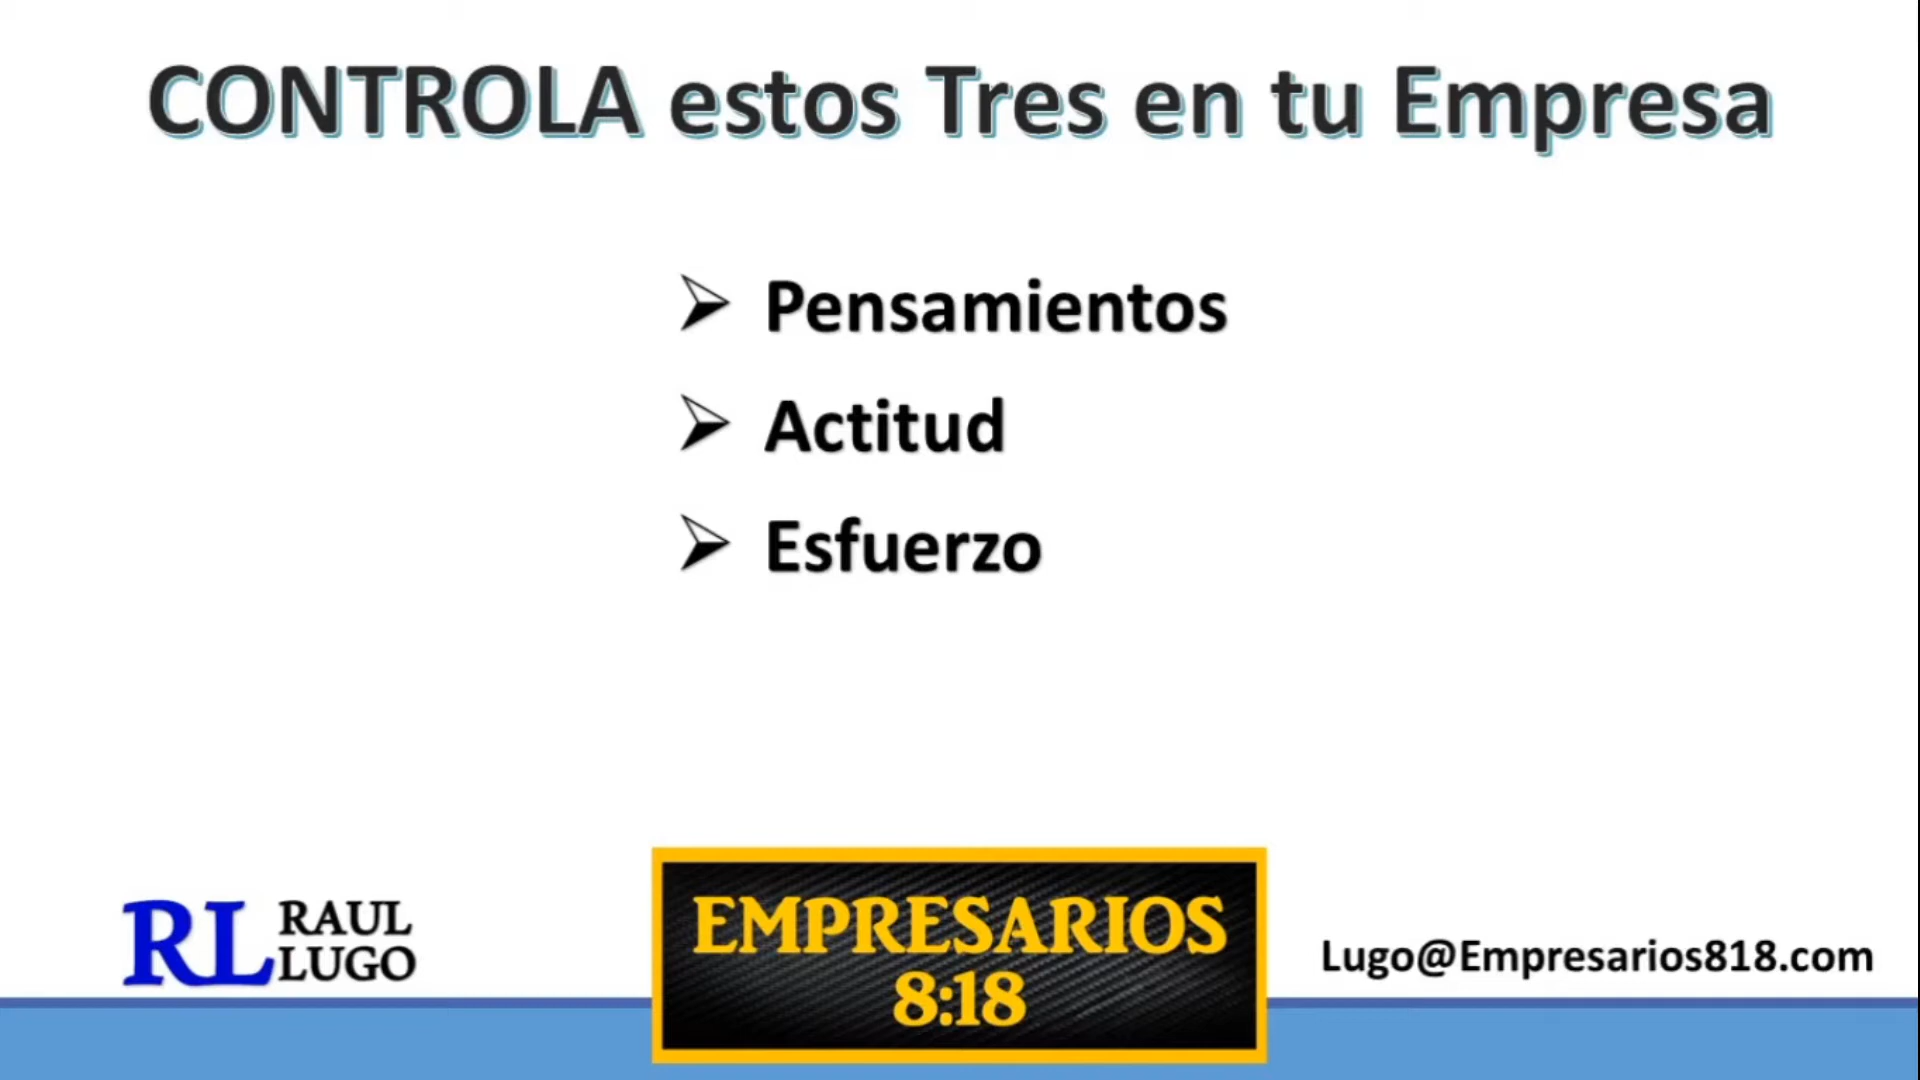 CONTROLA estos Tres en tu Empresa
Pensamientos
Actitud
Esfuerzo
RL RAUL
LUGO
EMPRESARIOS
8:18
Lugo@Empresarios818.com